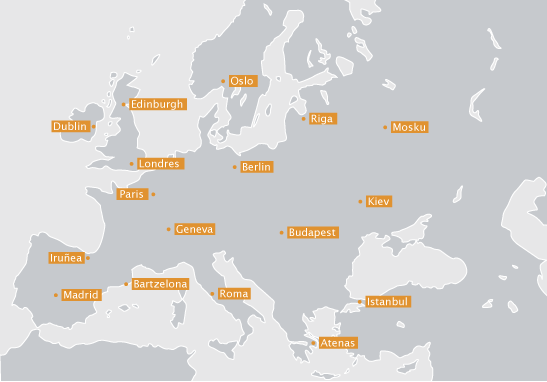 Oslo
Edinburgh
Riga
Dublin
Mosku
Londres
Berlin
Paris
Kiev
Geneva
Budapest
Iruñea
Bartzelona
Madrid
Roma
Istanbul
Atenas